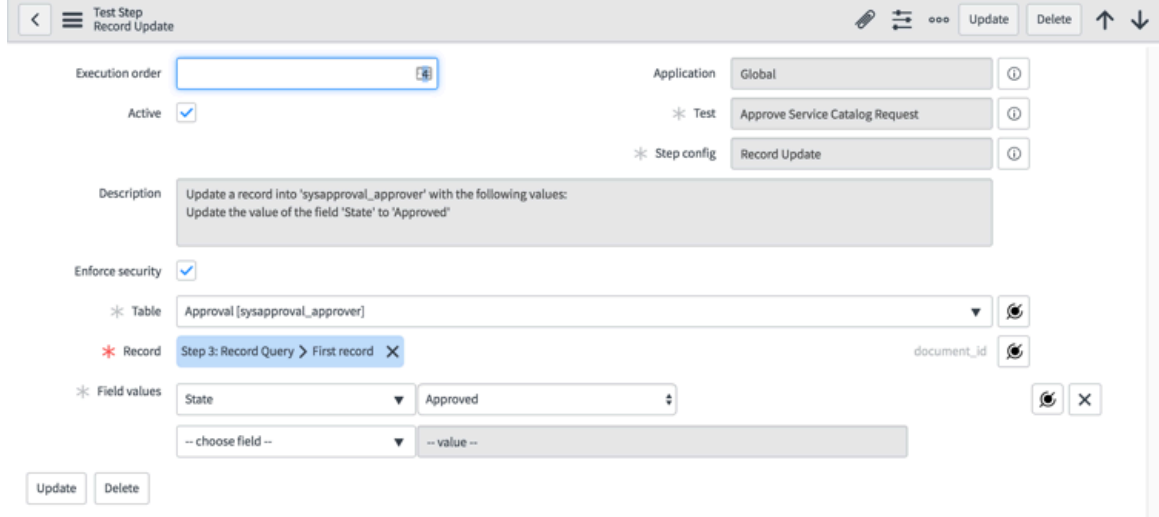 Test Step
Record Update
Update
Delete
Execution order
4
Application
Global
Active
Test
Approve Service Catalog Request
Step config
Record Update
Description
Update a record into 'sysapproval_approver' with the following values:
Update the value of the field 'State' to 'Approved'
Enforce security
Table
Approval [sysapproval_approver]
Record
Step 3: Record Query > First record
document_id
Field values
State
Approved
-- choose field --
-- value --
Update
Delete